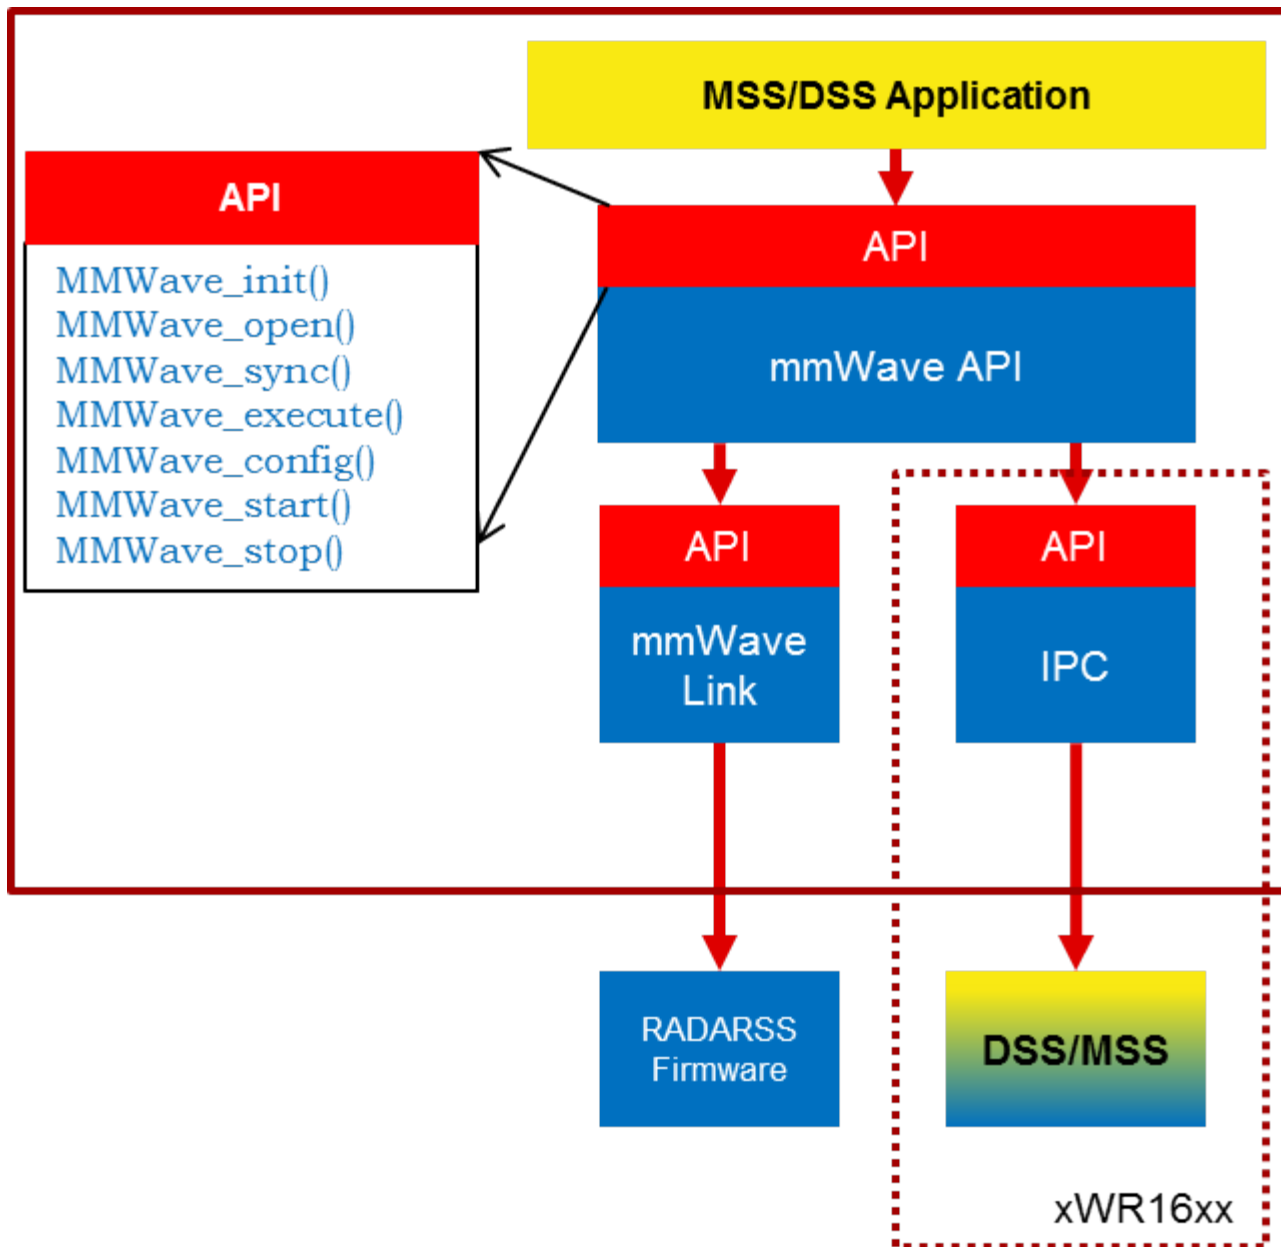 MSS/DSS Application
API
MMWave_init()
MMWave_open()
MMWave_sync()
MMWave_execute()
MMWave_config()
MMWave_start()
MMWave_stop()
API
mmWave API
API
mmWave
Link
API
IPC
RADARSS
Firmware
DSS/MSS
xWR16xx